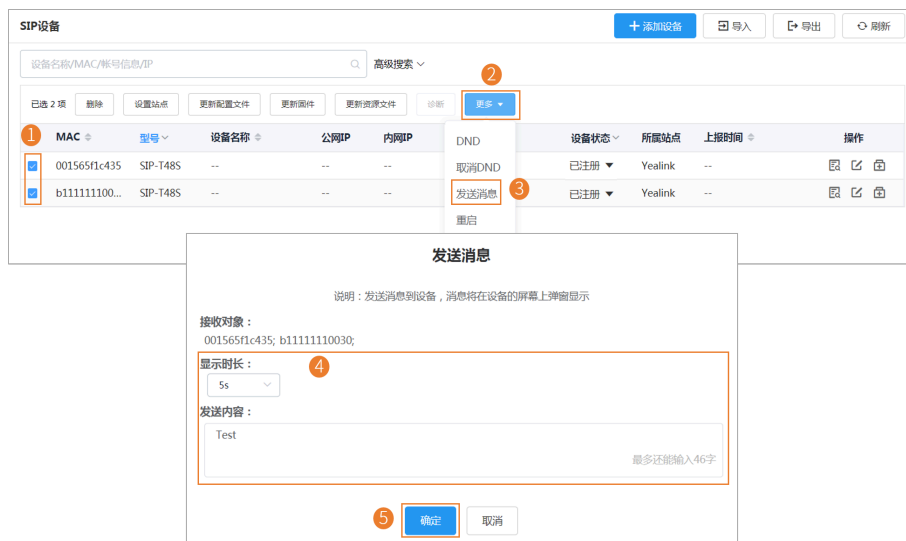 SIP设备
添加设备 导入 导出 刷新
设备名称/MAC/帐号信息/IP 高级搜索
2
已选 2 项 删除 设置站点 更新配置文件 更新固件 更新资源文件 诊断 更多
1 MAC 型号 设备名称 公网IP 内网IP 设备状态 所属站点 上报时间 操作
DND
001565f1c435 SIP-T48S -- -- -- 已注册 Yealink --
取消DND
b111111100... SIP-T48S -- -- -- 已注册 Yealink --
发送消息 3
重启
发送消息
说明：发送消息到设备，消息将在设备的屏幕上弹窗显示
接收对象：
001565f1c435; b11111110030;
显示时长： 4
5s
发送内容：
Test
最多还能输入46字
5 确定 取消